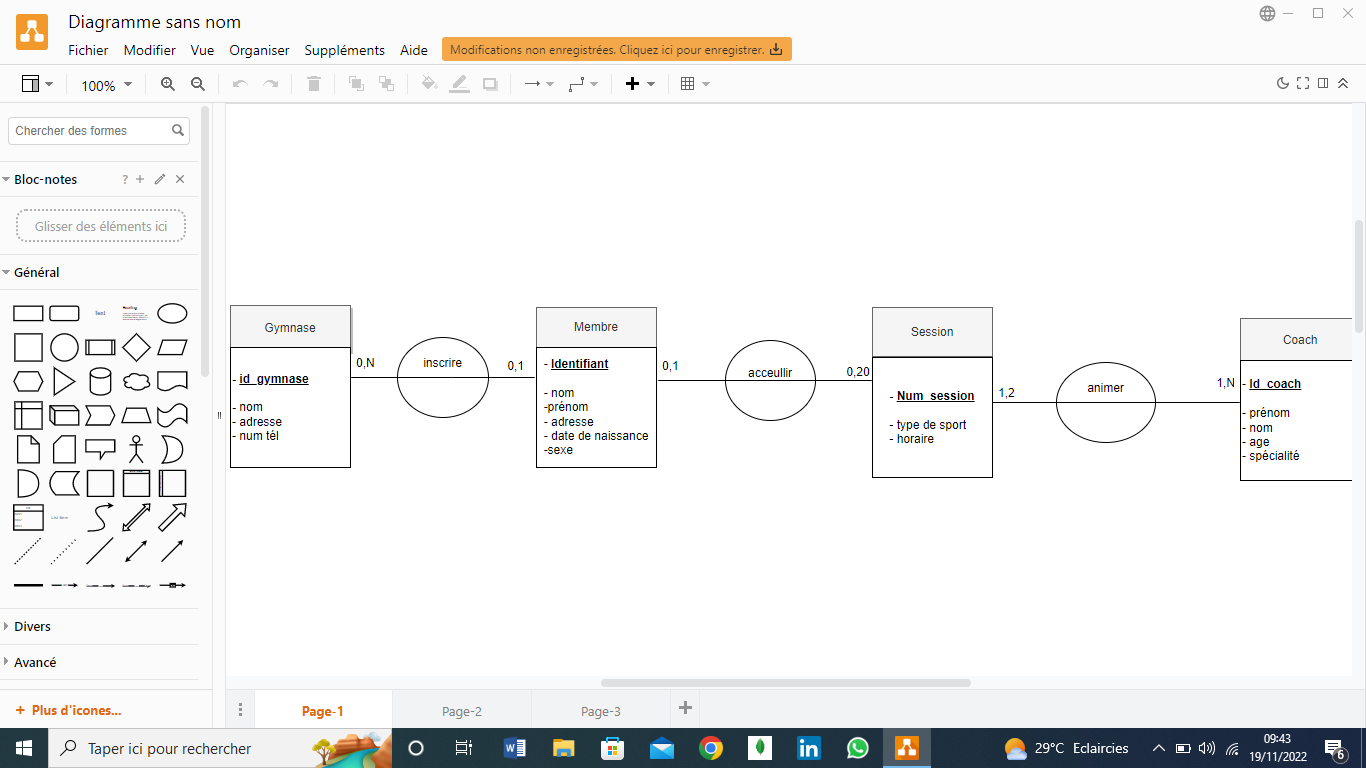 Diagramme sans nom
Fichier Modifier Vue Organiser Suppléments Aide Modifications non enregistrées. Cliquez ici pour enregistrer.
100%
Chercher des formes
Bloc-notes ?
Glisser des éléments ici
Général
Text
Divers
Avancé
+ Plus d'icones...
Gymnase
- id_gymnase
- nom
- adresse
- num tél
0,N
inscrire
0,1
Membre
- Identifiant
- nom
-prénom
- adresse
- date de naissance
-sexe
0,1
acceullir
0,20
Session
- Num_session
- type de sport
- horaire
1,2
animer
1,N
Coach
- Id_coach
- prénom
- nom
- age
- spécialité
Page-1 Page-2 Page-3
Taper ici pour rechercher
29°C Eclaircies
09:43
19/11/2022
6